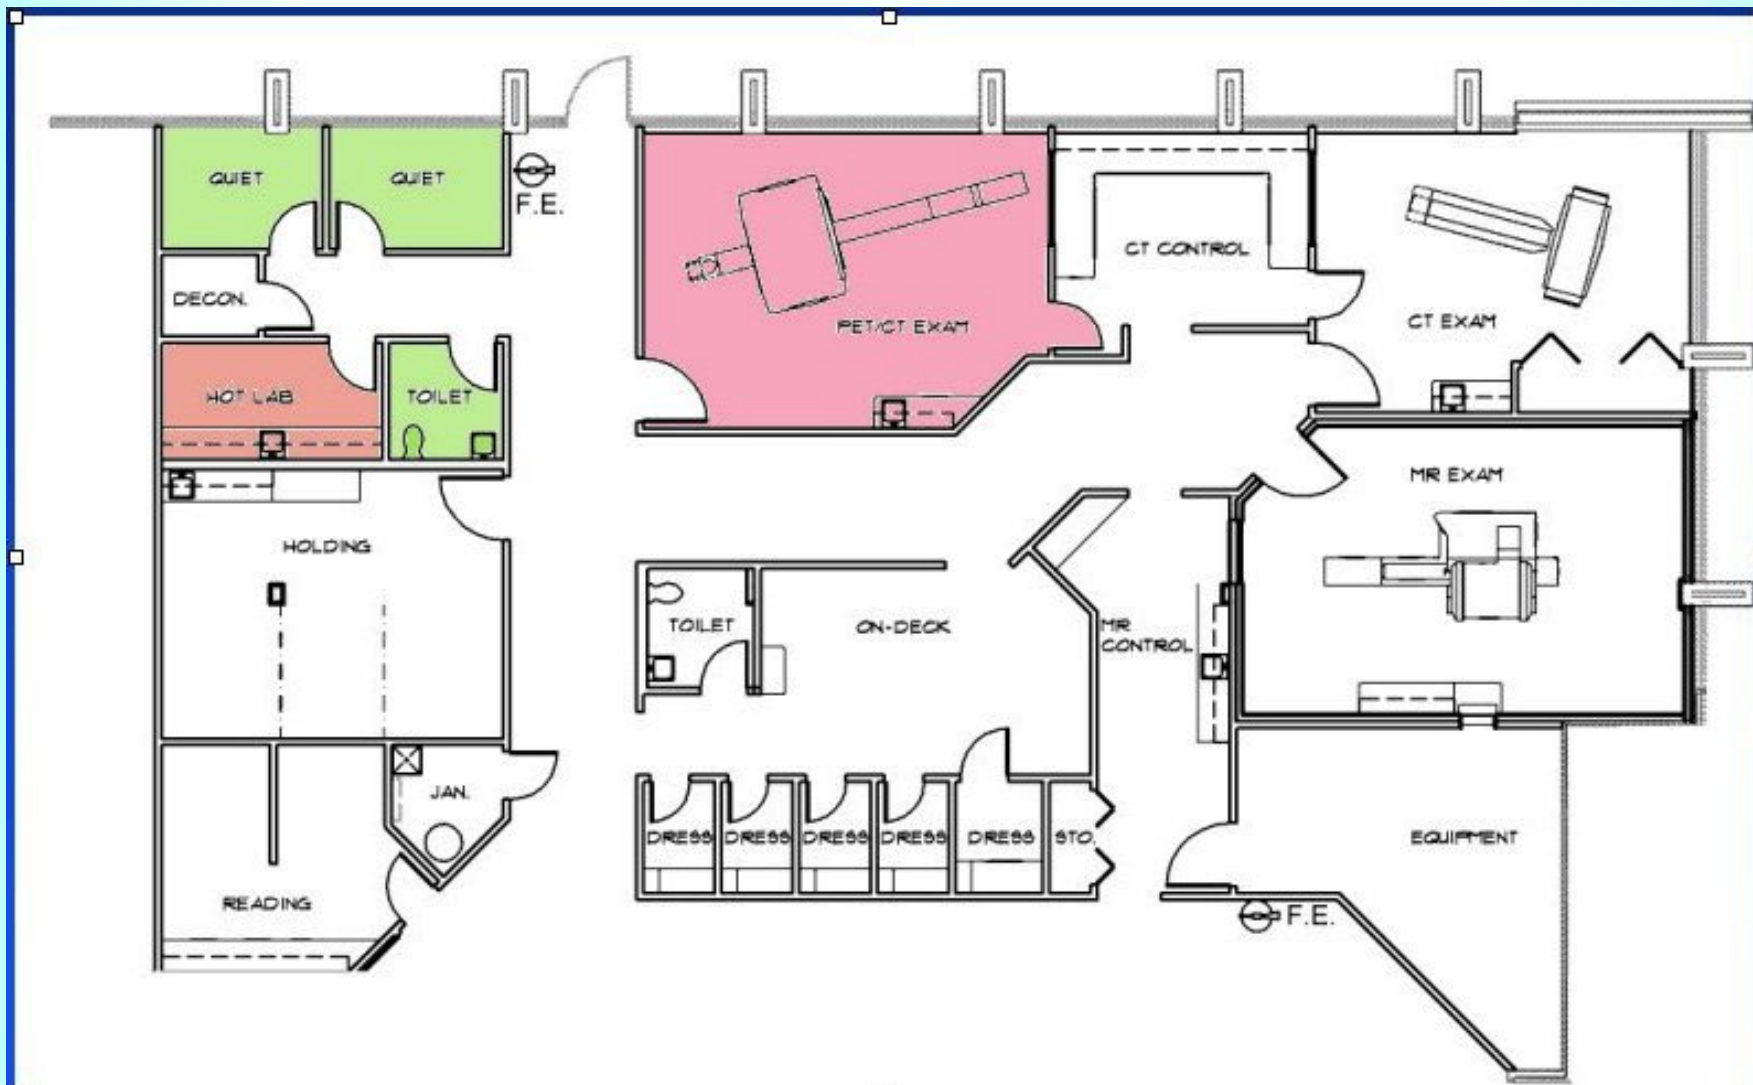 QUIET
QUIET
F.E.
CT CONTROL
DECON.
PET/CT EXAM
CT EXAM
HOT LAB
TOILET
MR EXAM
HOLDING
TOILET
ON-DECK
MR
CONTROL
JAN.
DRESS
DRESS
DRESS
DRESS
DRESS
STO.
EQUIPMENT
READING
F.E.